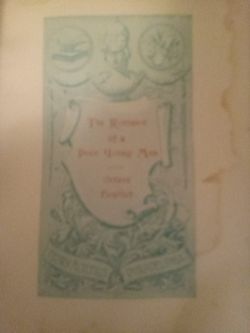 The Romance
of a
Poor Young Man
Octave
Feuillet